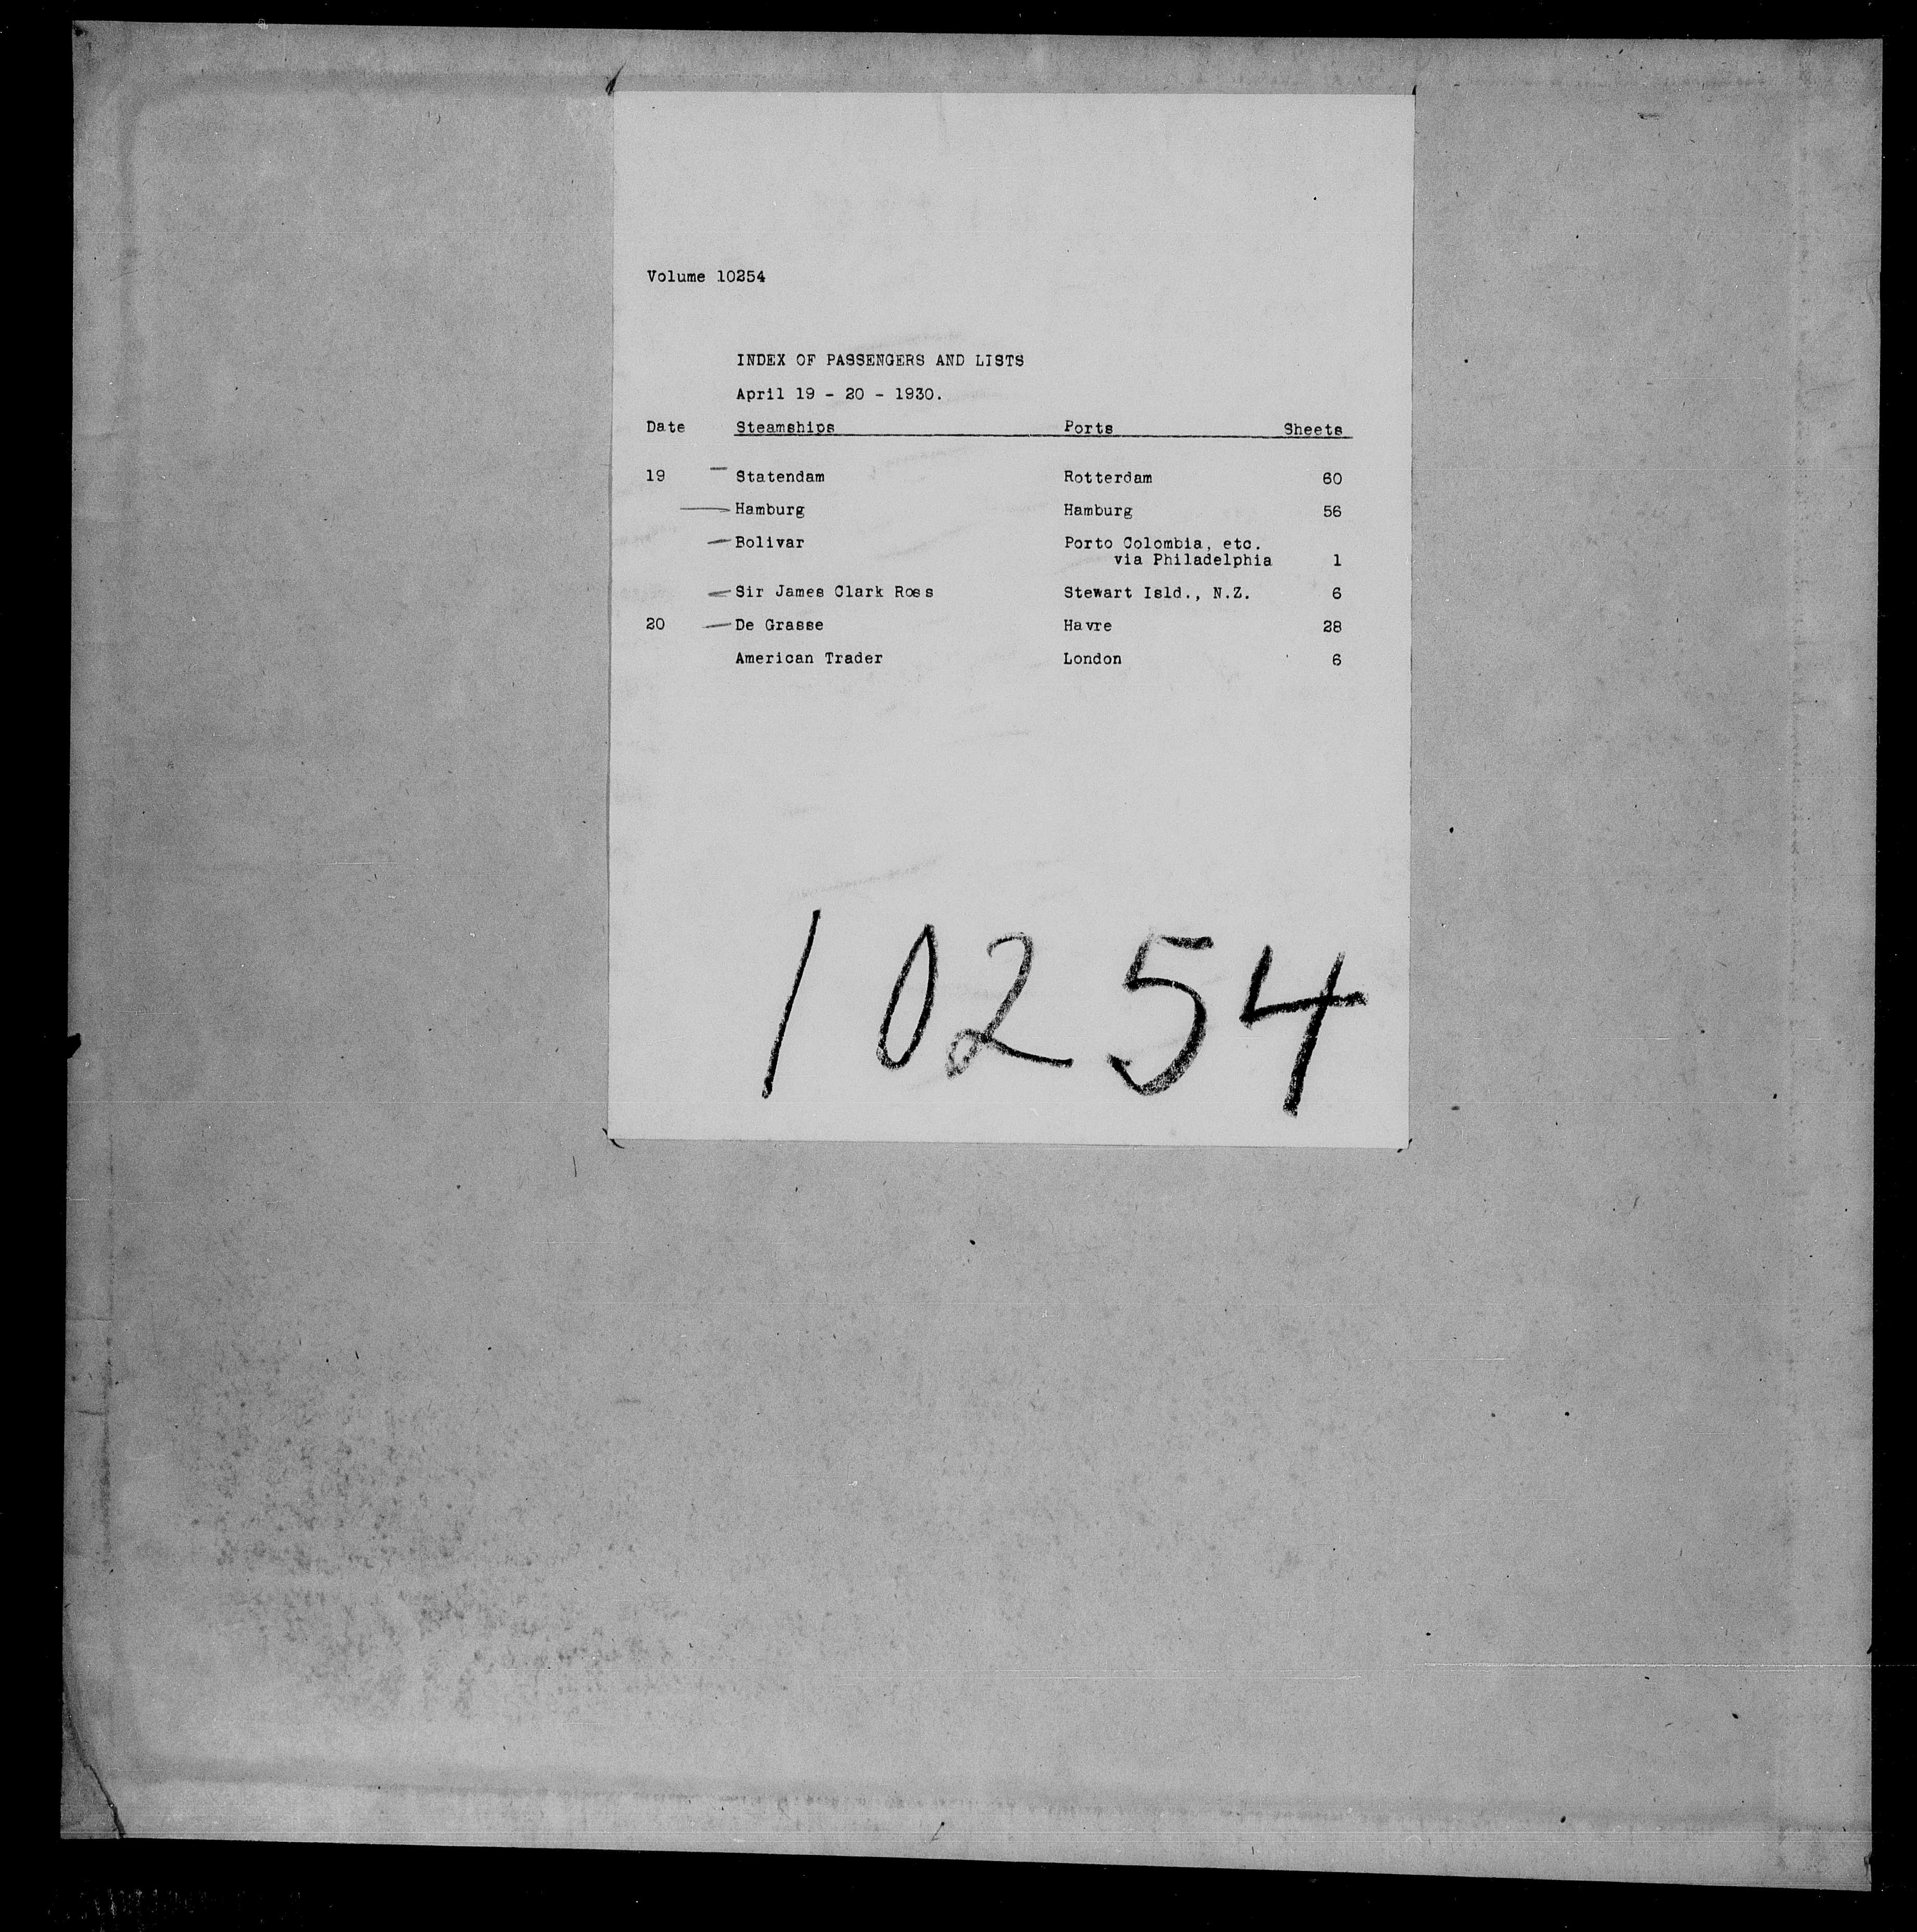 Volume 10254
INDEX OF PASSENGERS AND LISTS
April 19 - 20 - 1930.
Date Steamships Ports Sheets
19 Statendam Rotterdam 60
Hamburg Hamburg 56
Bolivar Porto Colombia, etc.
via Philadelphia 1
Sir James Clark Ross Stewart Isld., N.Z. 6
20 De Grasse Havre 28
American Trader London 6
10254